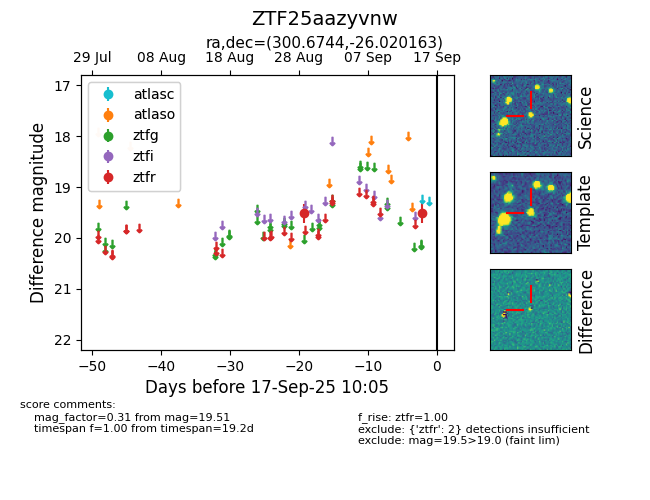 ZTF25aazyvnw
ra,dec=(300.6744,-26.020163)
29 Jul 08 Aug 18 Aug 28 Aug 07 Sep 17 Sep
17
18
19
20
21
22
Difference magnitude
atlasc
atlaso
ztfg
ztfi
ztfr
−50 −40 −30 −20 −10 0
Days before 17-Sep-25 10:05
Science
Template
Difference
score comments:
mag_factor=0.31 from mag=19.51
timespan f=1.00 from timespan=19.2d
f_rise: ztfr=1.00
exclude: {'ztfr': 2} detections insufficient
exclude: mag=19.5>19.0 (faint lim)